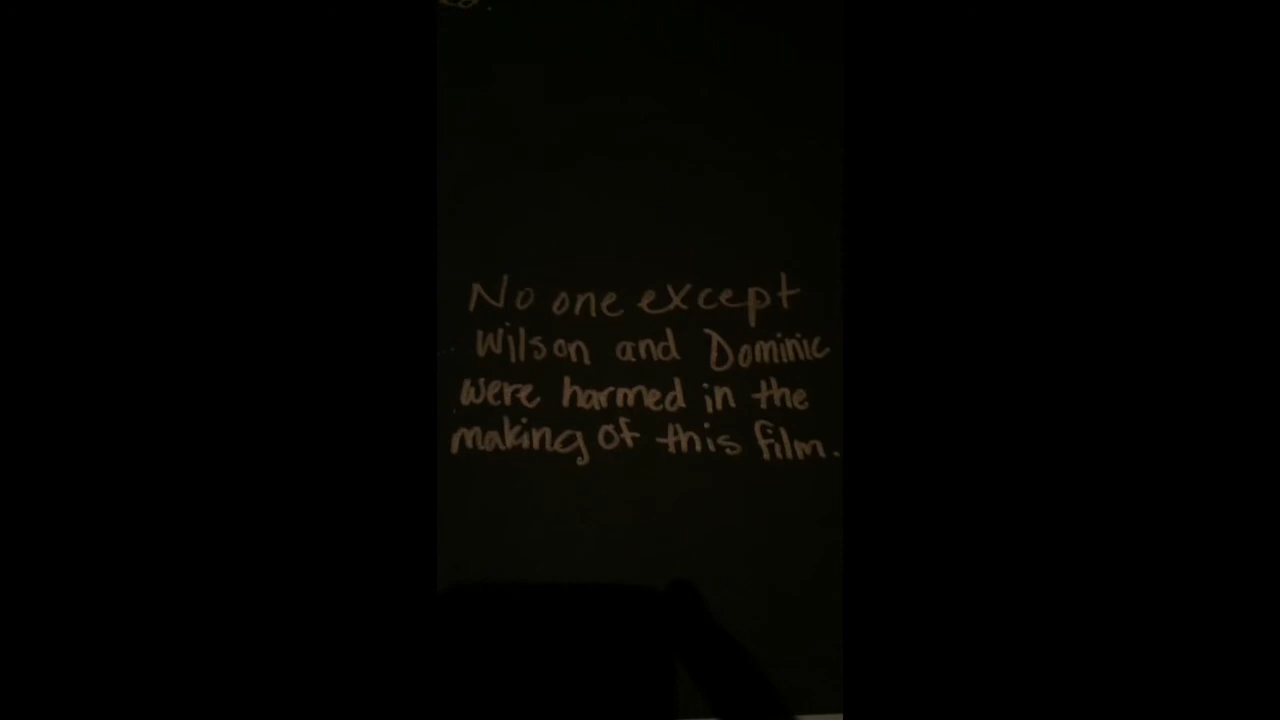 No one except
Wilson and Dominic
were harmed in the
making of this film.